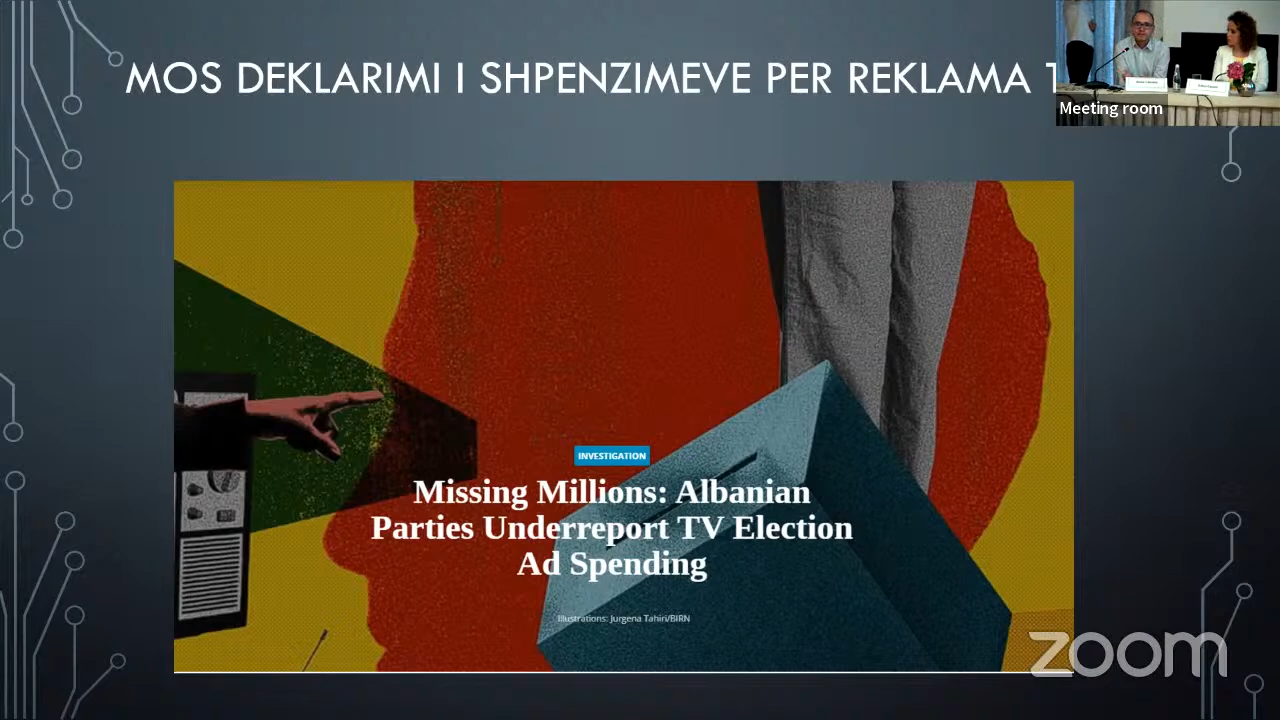 MOS DEKLARIMI I SHPENZIMEVE PER REKLAMA
Meeting room
INVESTIGATION
Missing Millions: Albanian
Parties Underreport TV Election
Ad Spending
Illustrations: Jurgena Tahiri/BIRN
zoom